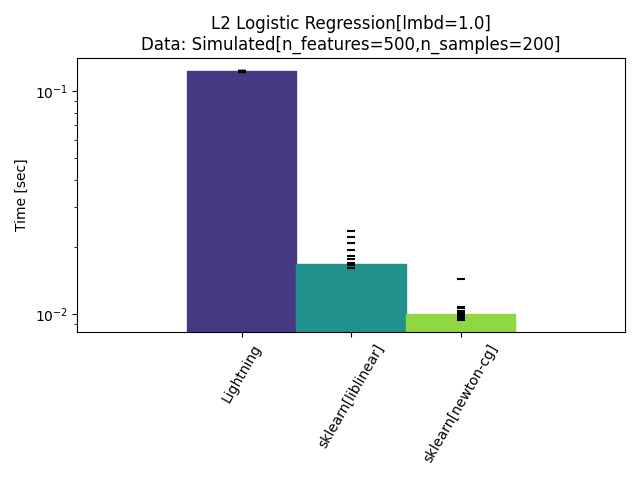 L2 Logistic Regression[lmbd=1.0]
Data: Simulated[n_features=500,n_samples=200]
Time [sec]
10⁻¹
10⁻²
Lightning
sklearn[liblinear]
sklearn[newton-cg]